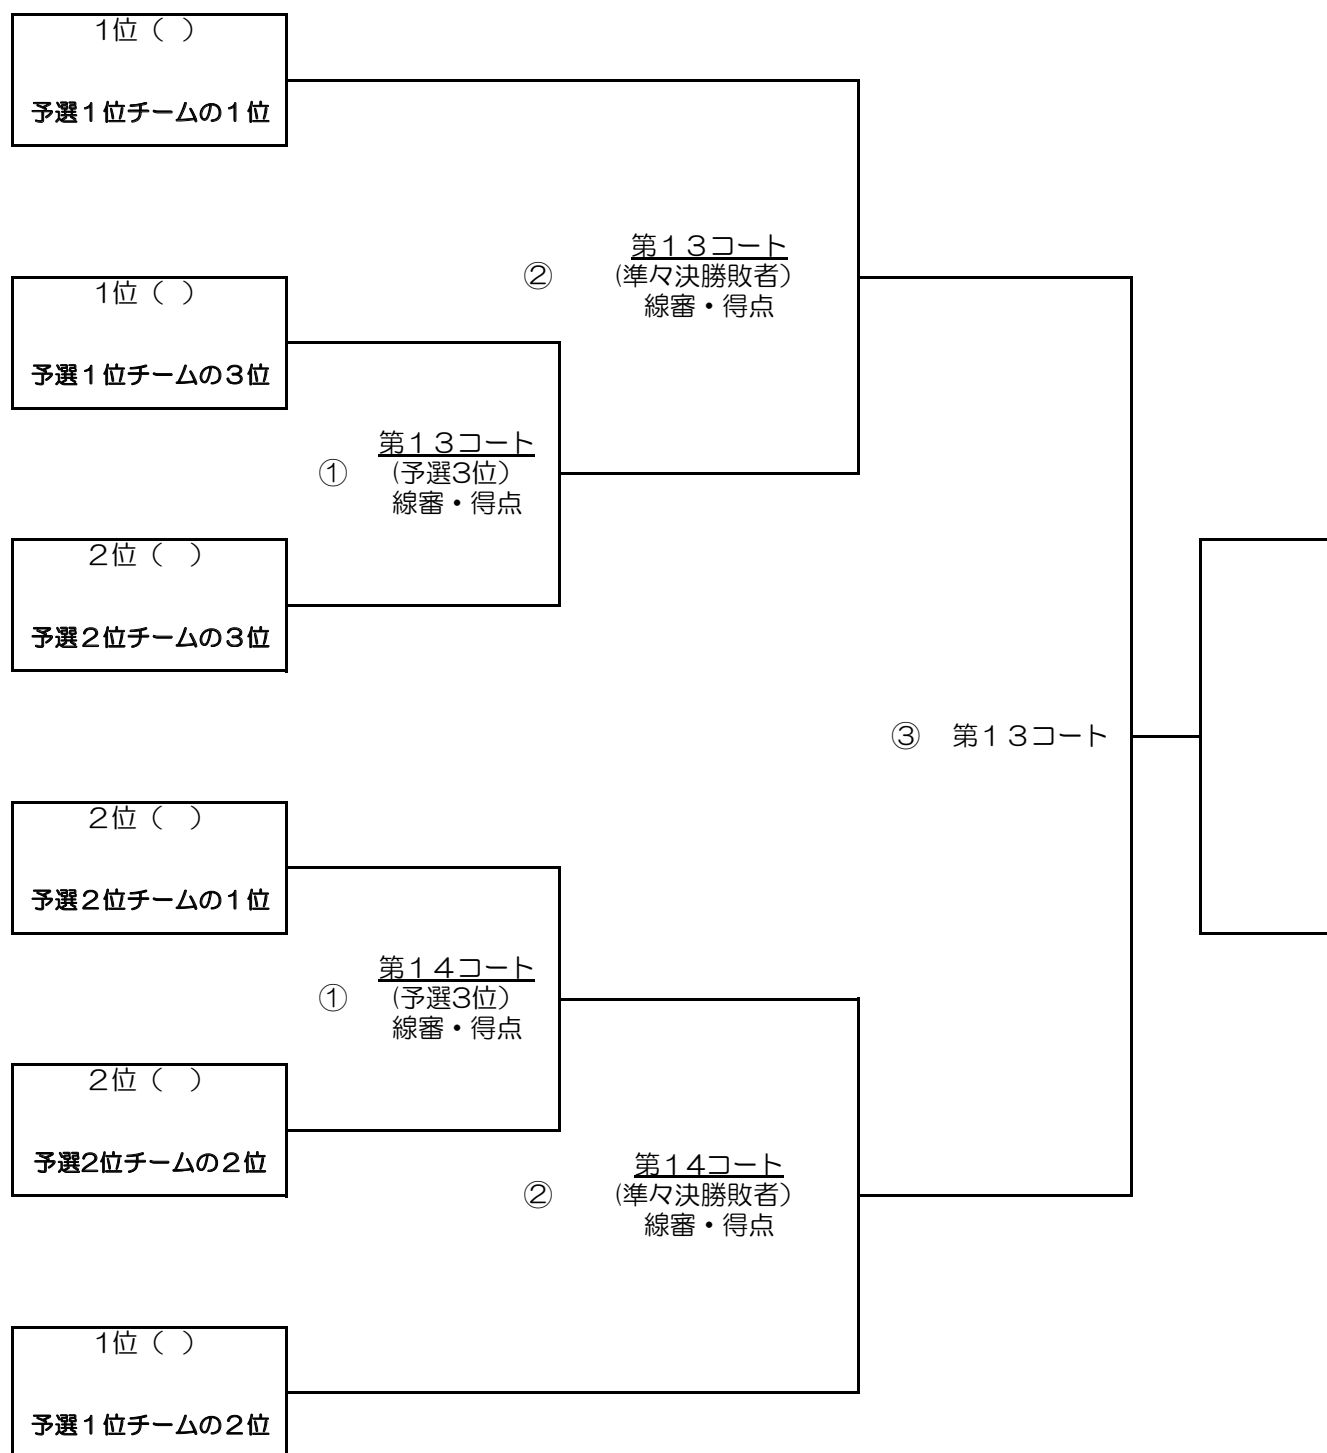 1位（　）
予選１位チームの１位
第１３コート
②
(準々決勝敗者）
線審・得点
1位（　）
予選１位チームの３位
第１３コート
①
(予選3位）
線審・得点
２位（　）
予選２位チームの３位
③　第１３コート
２位（　）
予選２位チームの１位
第１４コート
①
(予選3位）
線審・得点
２位（　）
予選2位チームの２位
第14コート
②
(準々決勝敗者）
線審・得点
1位（　）
予選１位チームの２位